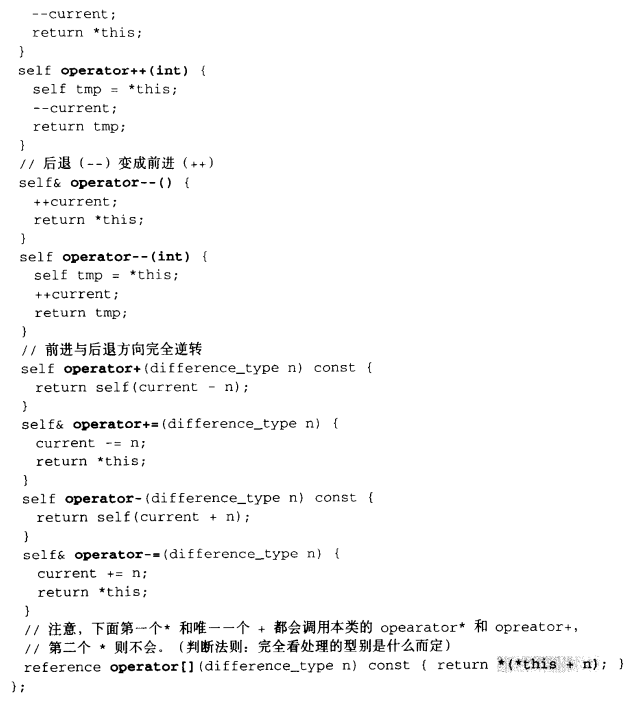 --current;
return *this;
}
self operator++(int) {
self tmp = *this;
--current;
return tmp;
}
// 后退（--）变成前进（++）
self& operator--() {
++current;
return *this;
}
self operator--(int) {
self tmp = *this;
++current;
return tmp;
}
// 前进与后退方向完全逆转
self operator+(difference_type n) const {
return self(current - n);
}
self& operator+=(difference_type n) {
current -= n;
return *this;
}
self operator-(difference_type n) const {
return self(current + n);
}
self& operator-=(difference_type n) {
current += n;
return *this;
}
// 注意，下面第一个* 和唯一一个 + 都会调用本类的 opearator* 和 opreator+,
// 第二个 * 则不会。（判断法则：完全看处理的型别是什么而定）
reference operator[](difference_type n) const { return *(*this + n); }
};